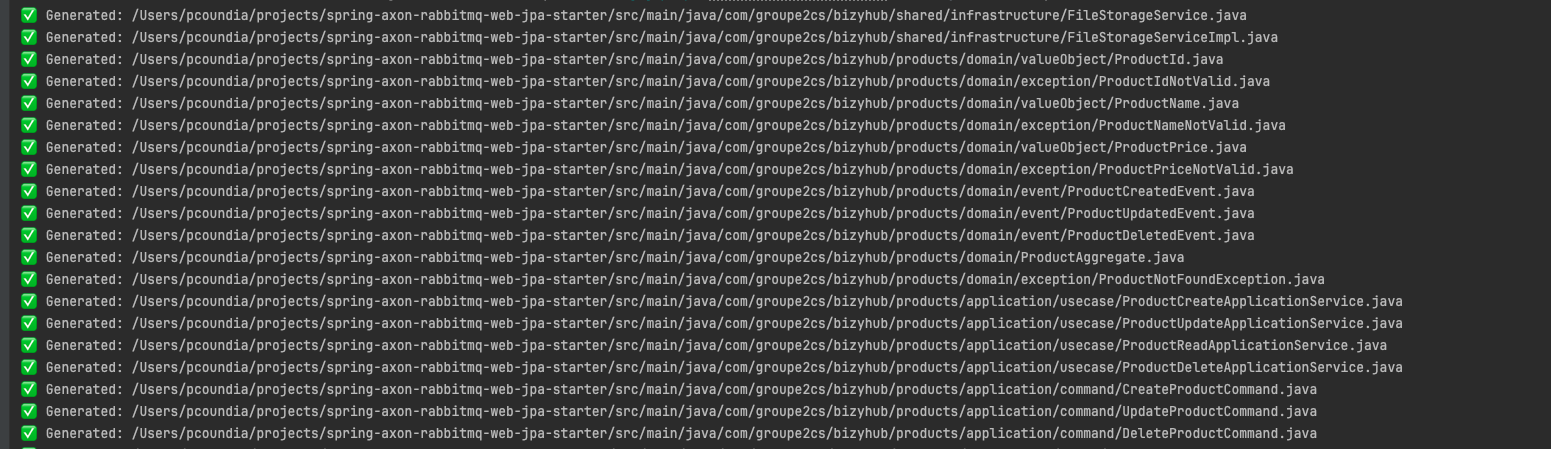 ✅ Generated: /Users/pcoundia/projects/spring-axon-rabbitmq-web-jpa-starter/src/main/java/com/groupe2cs/bizyhub/shared/infrastructure/FileStorageService.java
✅ Generated: /Users/pcoundia/projects/spring-axon-rabbitmq-web-jpa-starter/src/main/java/com/groupe2cs/bizyhub/shared/infrastructure/FileStorageServiceImpl.java
✅ Generated: /Users/pcoundia/projects/spring-axon-rabbitmq-web-jpa-starter/src/main/java/com/groupe2cs/bizyhub/products/domain/valueObject/ProductId.java
✅ Generated: /Users/pcoundia/projects/spring-axon-rabbitmq-web-jpa-starter/src/main/java/com/groupe2cs/bizyhub/products/domain/exception/ProductIdNotValid.java
✅ Generated: /Users/pcoundia/projects/spring-axon-rabbitmq-web-jpa-starter/src/main/java/com/groupe2cs/bizyhub/products/domain/valueObject/ProductName.java
✅ Generated: /Users/pcoundia/projects/spring-axon-rabbitmq-web-jpa-starter/src/main/java/com/groupe2cs/bizyhub/products/domain/exception/ProductNameNotValid.java
✅ Generated: /Users/pcoundia/projects/spring-axon-rabbitmq-web-jpa-starter/src/main/java/com/groupe2cs/bizyhub/products/domain/valueObject/ProductPrice.java
✅ Generated: /Users/pcoundia/projects/spring-axon-rabbitmq-web-jpa-starter/src/main/java/com/groupe2cs/bizyhub/products/domain/exception/ProductPriceNotValid.java
✅ Generated: /Users/pcoundia/projects/spring-axon-rabbitmq-web-jpa-starter/src/main/java/com/groupe2cs/bizyhub/products/domain/event/ProductCreatedEvent.java
✅ Generated: /Users/pcoundia/projects/spring-axon-rabbitmq-web-jpa-starter/src/main/java/com/groupe2cs/bizyhub/products/domain/event/ProductUpdatedEvent.java
✅ Generated: /Users/pcoundia/projects/spring-axon-rabbitmq-web-jpa-starter/src/main/java/com/groupe2cs/bizyhub/products/domain/event/ProductDeletedEvent.java
✅ Generated: /Users/pcoundia/projects/spring-axon-rabbitmq-web-jpa-starter/src/main/java/com/groupe2cs/bizyhub/products/domain/ProductAggregate.java
✅ Generated: /Users/pcoundia/projects/spring-axon-rabbitmq-web-jpa-starter/src/main/java/com/groupe2cs/bizyhub/products/domain/exception/ProductNotFoundException.java
✅ Generated: /Users/pcoundia/projects/spring-axon-rabbitmq-web-jpa-starter/src/main/java/com/groupe2cs/bizyhub/products/application/usecase/ProductCreateApplicationService.java
✅ Generated: /Users/pcoundia/projects/spring-axon-rabbitmq-web-jpa-starter/src/main/java/com/groupe2cs/bizyhub/products/application/usecase/ProductUpdateApplicationService.java
✅ Generated: /Users/pcoundia/projects/spring-axon-rabbitmq-web-jpa-starter/src/main/java/com/groupe2cs/bizyhub/products/application/usecase/ProductReadApplicationService.java
✅ Generated: /Users/pcoundia/projects/spring-axon-rabbitmq-web-jpa-starter/src/main/java/com/groupe2cs/bizyhub/products/application/usecase/ProductDeleteApplicationService.java
✅ Generated: /Users/pcoundia/projects/spring-axon-rabbitmq-web-jpa-starter/src/main/java/com/groupe2cs/bizyhub/products/application/command/CreateProductCommand.java
✅ Generated: /Users/pcoundia/projects/spring-axon-rabbitmq-web-jpa-starter/src/main/java/com/groupe2cs/bizyhub/products/application/command/UpdateProductCommand.java
✅ Generated: /Users/pcoundia/projects/spring-axon-rabbitmq-web-jpa-starter/src/main/java/com/groupe2cs/bizyhub/products/application/command/DeleteProductCommand.java